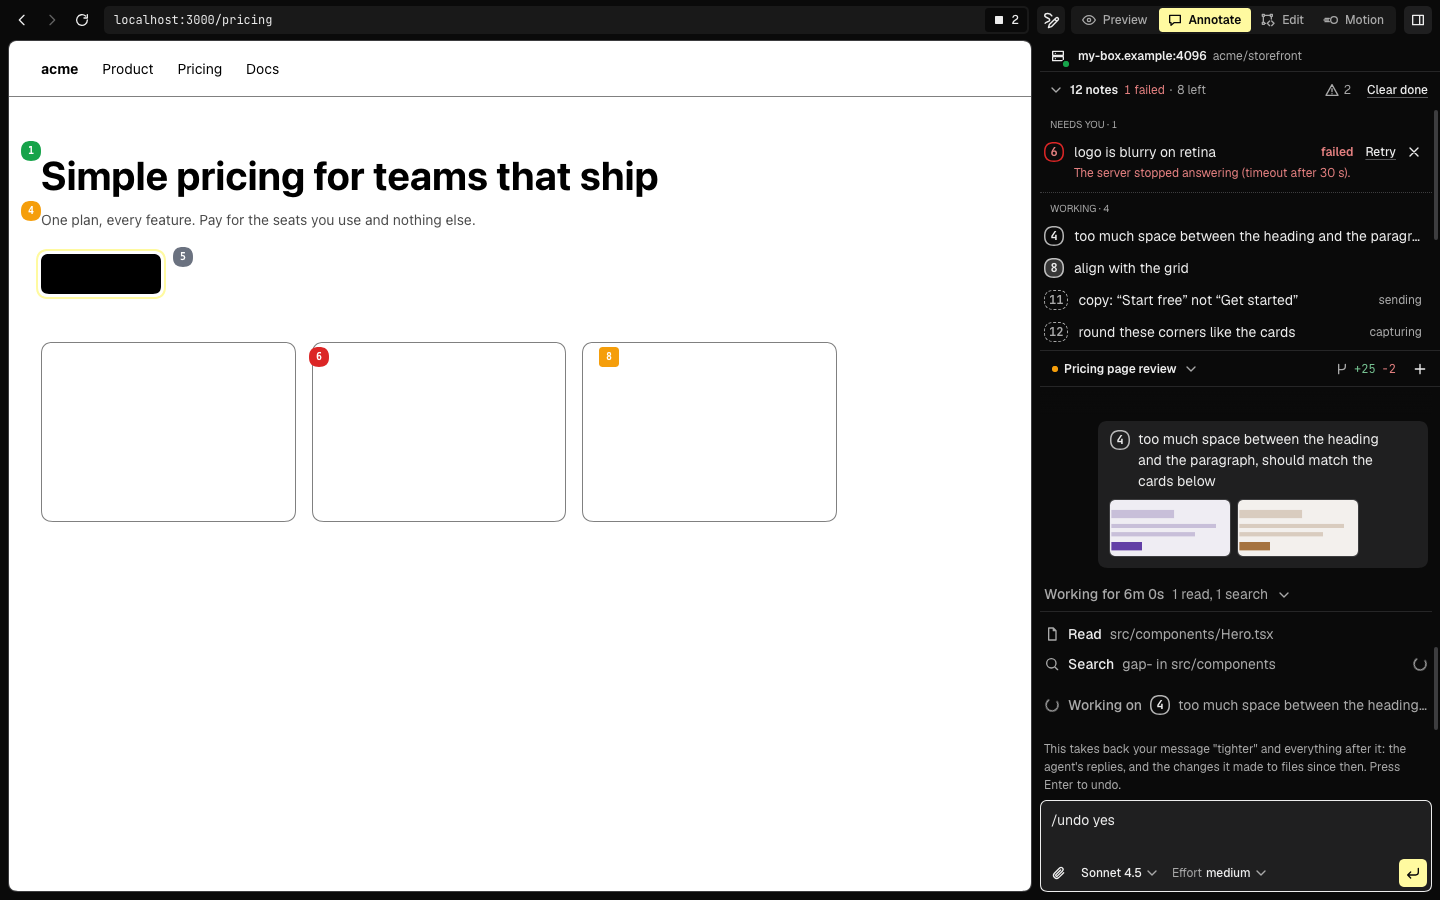 localhost:3000/pricing
2
Preview
Annotate
Edit
Motion
acme
Product
Pricing
Docs
1
Simple pricing for teams that ship
4
One plan, every feature. Pay for the seats you use and nothing else.
5
6
8
my-box.example:4096 acme/storefront
12 notes 1 failed · 8 left
2
Clear done
NEEDS YOU · 1
6 logo is blurry on retina failed Retry
The server stopped answering (timeout after 30 s).
WORKING · 4
4 too much space between the heading and the paragr...
8 align with the grid
11 copy: “Start free” not “Get started” sending
12 round these corners like the cards capturing
Pricing page review +25 -2
4 too much space between the heading
and the paragraph, should match the
cards below
Working for 6m 0s 1 read, 1 search
Read src/components/Hero.tsx
Search gap- in src/components
Working on 4 too much space between the heading...
This takes back your message "tighter" and everything after it: the
agent's replies, and the changes it made to files since then. Press
Enter to undo.
/undo yes
Sonnet 4.5 Effort medium